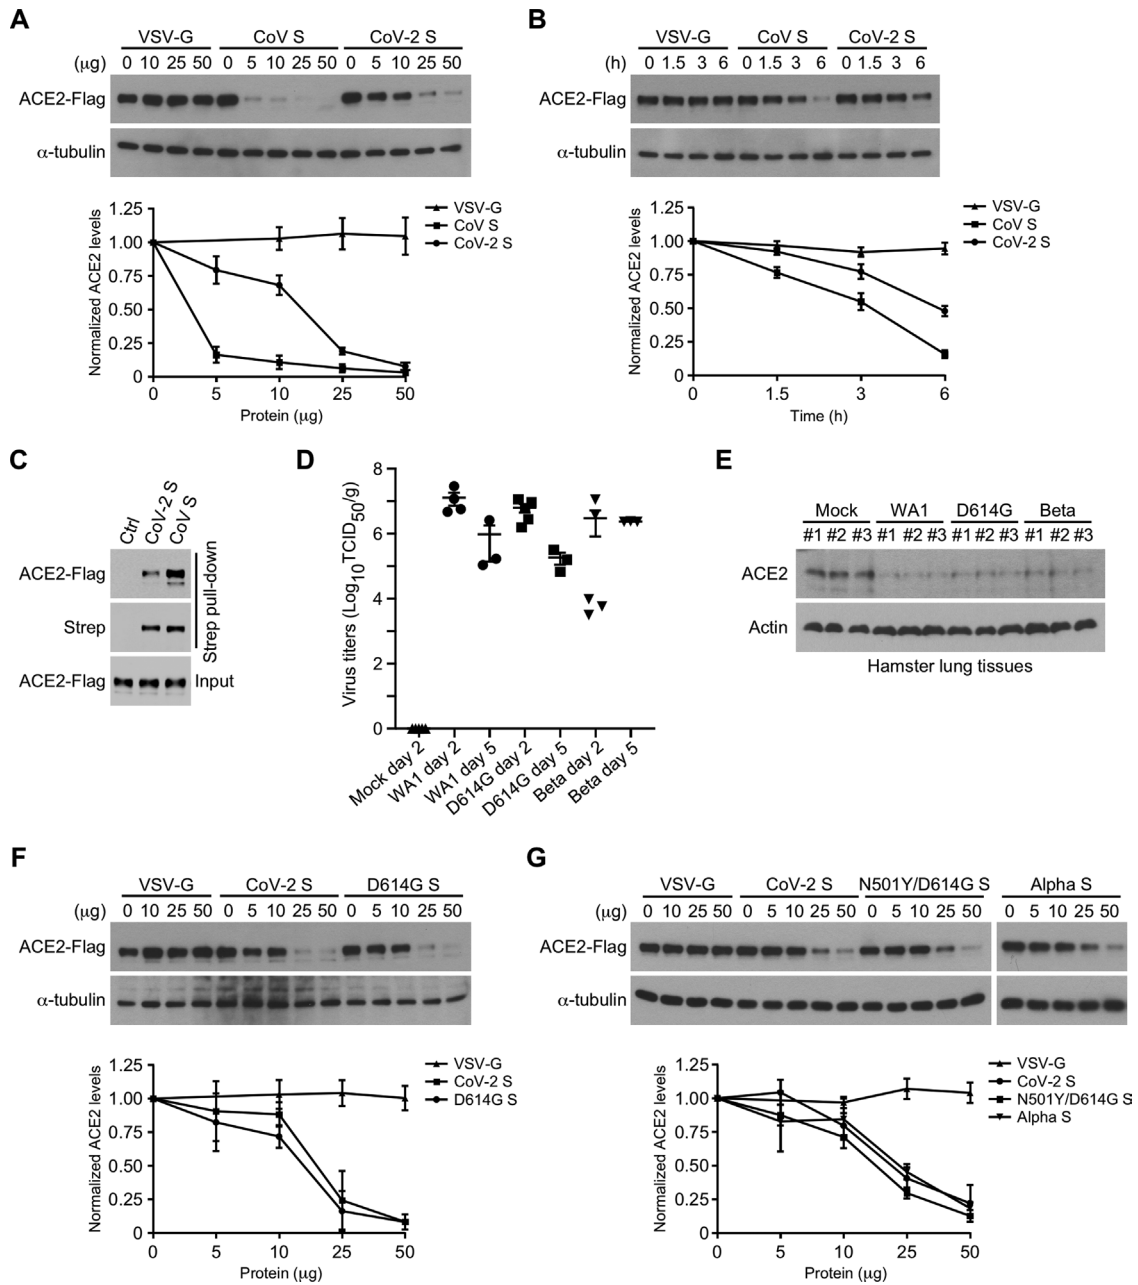 A
VSV-G CoV S CoV-2 S
(μg) 0 10 25 50 0 5 10 25 50 0 5 10 25 50
ACE2-Flag
α-tubulin
1.25
1.00
0.75
0.50
0.25
0
Normalized ACE2 levels
VSV-G
CoV S
CoV-2 S
0 5 10 25 50
Protein (μg)
B
VSV-G CoV S CoV-2 S
(h) 0 1.5 3 6 0 1.5 3 6 0 1.5 3 6
ACE2-Flag
α-tubulin
1.25
1.00
0.75
0.50
0.25
0
Normalized ACE2 levels
VSV-G
CoV S
CoV-2 S
0 1.5 3 6
Time (h)
C
Ctrl CoV-2 S CoV S
ACE2-Flag
Strep
Strep pull-down
ACE2-Flag Input
D
8
6
4
2
0
Virus titers (Log10TCID50/g)
Mock day 2
WA1 day 2
WA1 day 5
D614G day 2
D614G day 5
Beta day 2
Beta day 5
E
Mock WA1 D614G Beta
#1 #2 #3 #1 #2 #3 #1 #2 #3 #1 #2 #3
ACE2
Actin
Hamster lung tissues
F
VSV-G CoV-2 S D614G S
(μg) 0 10 25 50 0 5 10 25 50 0 5 10 25 50
ACE2-Flag
α-tubulin
1.25
1.00
0.75
0.50
0.25
0
Normalized ACE2 levels
VSV-G
CoV-2 S
D614G S
0 5 10 25 50
Protein (μg)
G
VSV-G CoV-2 S N501Y/D614G S Alpha S
(μg) 0 10 25 50 0 5 10 25 50 0 5 10 25 50 0 5 10 25 50
ACE2-Flag
α-tubulin
1.25
1.00
0.75
0.50
0.25
0
Normalized ACE2 levels
VSV-G
CoV-2 S
N501Y/D614G S
Alpha S
0 5 10 25 50
Protein (μg)